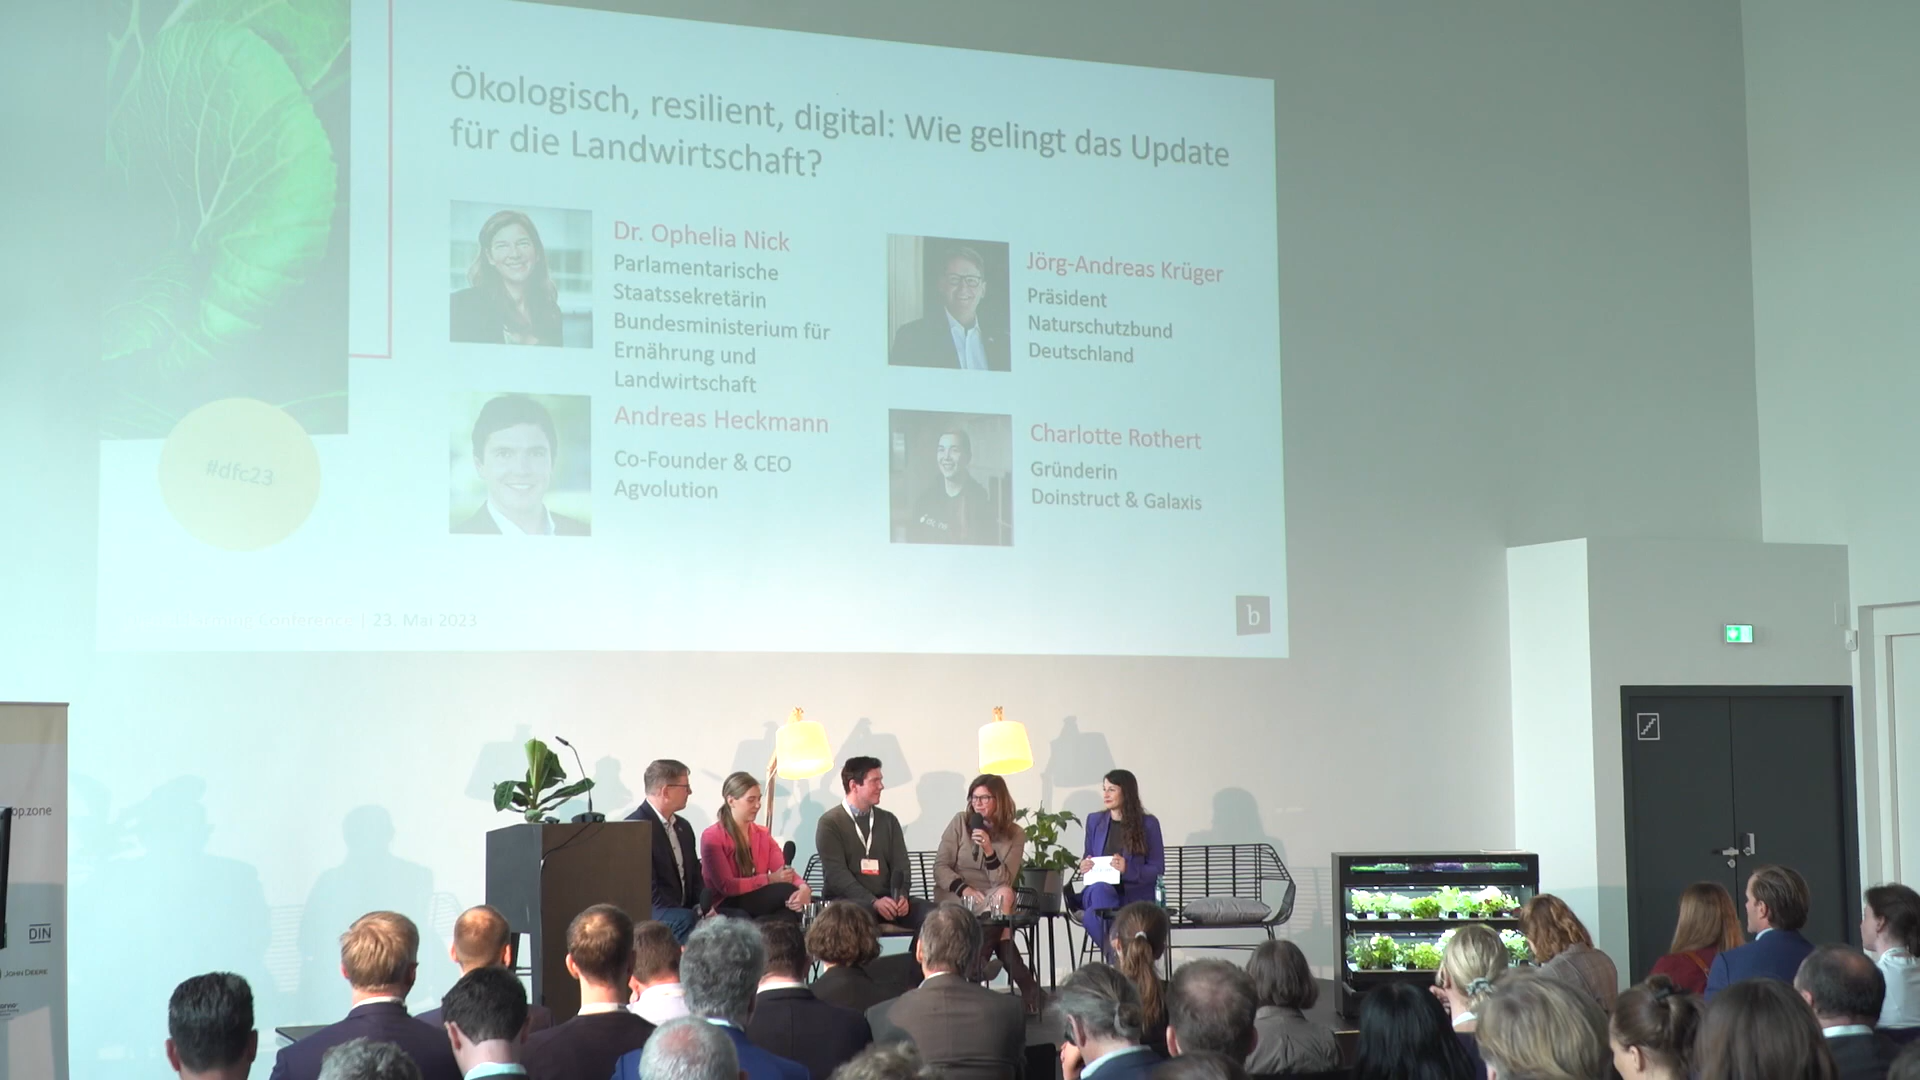 Ökologisch, resilient, digital: Wie gelingt das Update
für die Landwirtschaft?
Dr. Ophelia Nick
Parlamentarische
Staatssekretärin
Bundesministerium für
Ernährung und
Landwirtschaft
Jörg-Andreas Krüger
Präsident
Naturschutzbund
Deutschland
Andreas Heckmann
Co-Founder & CEO
Agvolution
Charlotte Rothert
Gründerin
Doinstruct & Galaxis
#dfc23
Conference | 23. Mai 2023
b
pp.zone
DIN
JOHN DEERE